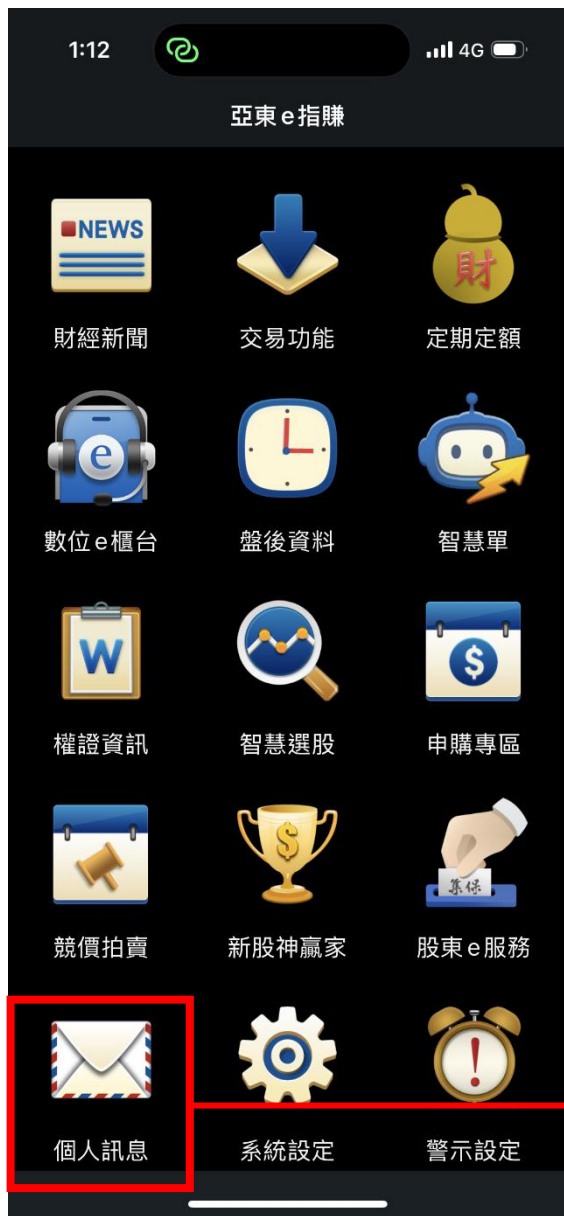 1:12 4G
亞東e指賺
NEWS 財
財經新聞 交易功能 定期定額
e
數位e櫃台 盤後資料 智慧單
W $
權證資訊 智慧選股 申購專區
$ 集保
競價拍賣 新股神贏家 股東e服務
!
個人訊息 系統設定 警示設定